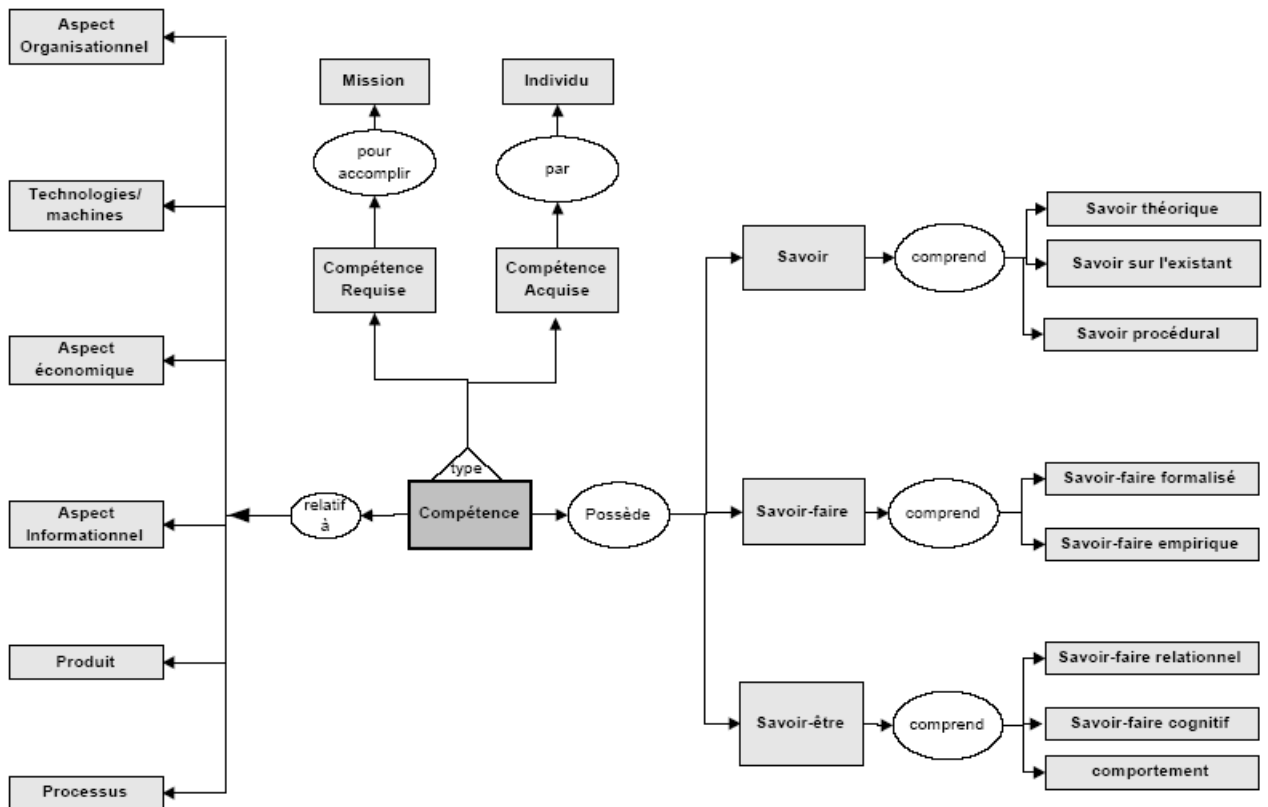 Aspect
Organisationnel
Technologies/
machines
Aspect
économique
Aspect
Informationnel
Produit
Processus
Mission
Individu
pour
accomplir
par
Compétence
Requise
Compétence
Acquise
type
relatif
à
Compétence
Possède
Savoir
comprend
Savoir théorique
Savoir sur l'existant
Savoir procédural
Savoir-faire
comprend
Savoir-faire formalisé
Savoir-faire empirique
Savoir-être
comprend
Savoir-faire relationnel
Savoir-faire cognitif
comportement